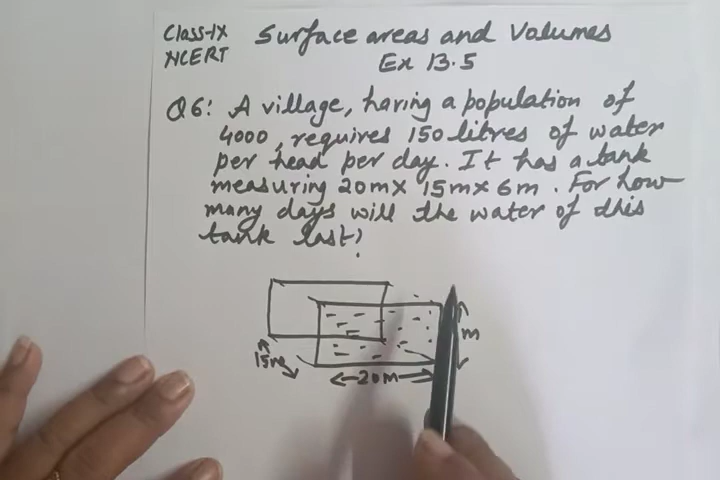 Class-IX Surface areas and Volumes
NCERT Ex 13.5
Q6: A village, having a population of
4000, requires 150 litres of water
per head per day. It has a tank
measuring 20m× 15m× 6m. For how
many days will the water of this
tank last?
m
15m
20m